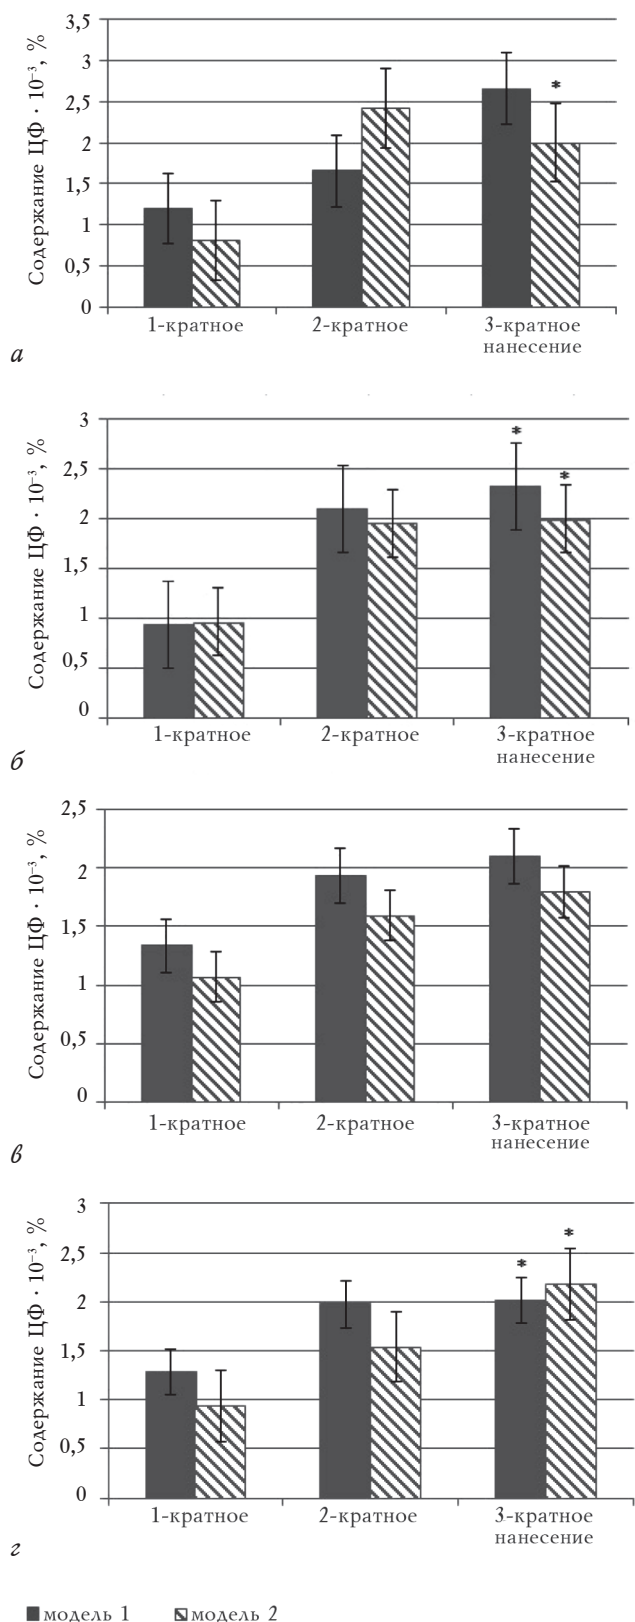 Содержание ЦФ · 10⁻³, %
3,5
3
2,5
2
1,5
1
0,5
0
*
1-кратное
2-кратное
3-кратное
нанесение
а
Содержание ЦФ · 10⁻³, %
3
2,5
2
1,5
1
0,5
0
*
*
1-кратное
2-кратное
3-кратное
нанесение
б
Содержание ЦФ · 10⁻³, %
2,5
2
1,5
1
0,5
0
1-кратное
2-кратное
3-кратное
нанесение
в
Содержание ЦФ · 10⁻³, %
3
2,5
2
1,5
1
0,5
0
*
*
1-кратное
2-кратное
3-кратное
нанесение
г
модель 1
модель 2